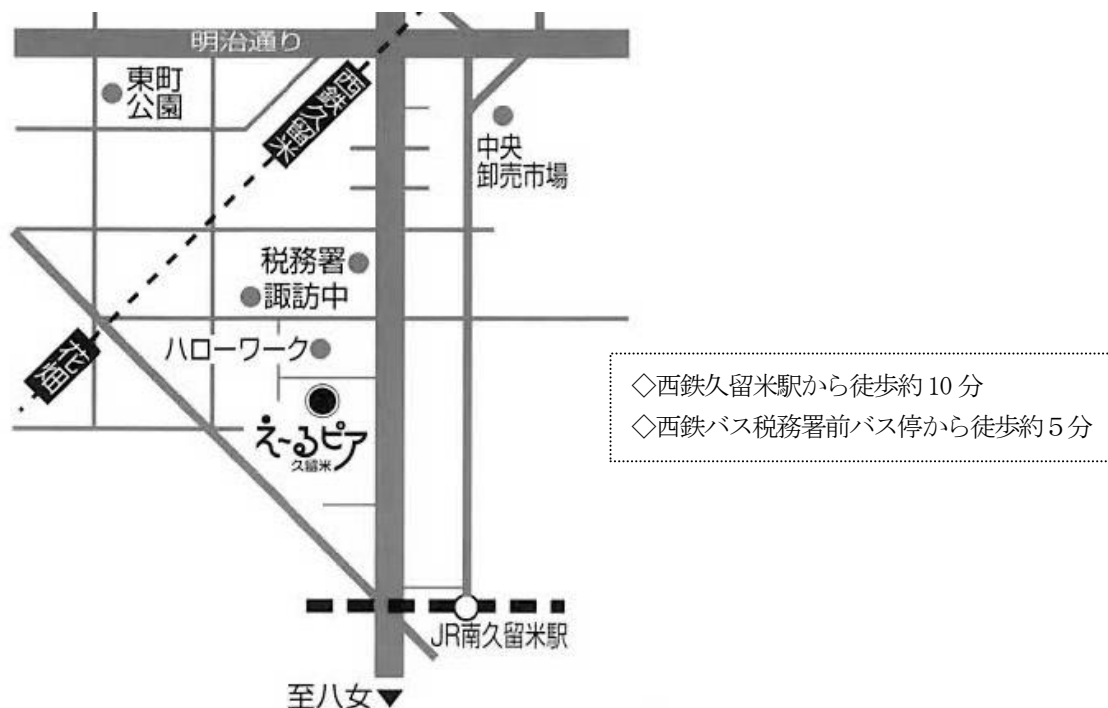 明治通り
東町
公園
西鉄久留米
中央
卸売市場
税務署
諏訪中
ハローワーク
花畑
え~るピア
久留米
◇西鉄久留米駅から徒歩約10分
◇西鉄バス税務署前バス停から徒歩約5分
JR南久留米駅
至八女▼